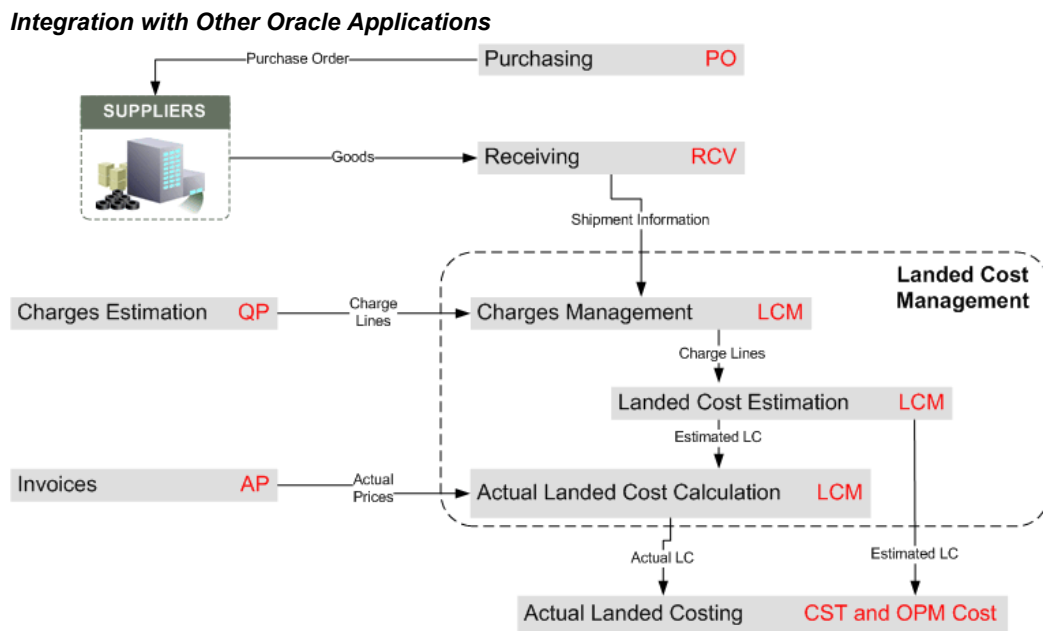 Integration with Other Oracle Applications
Purchase Order
Purchasing PO
SUPPLIERS
Goods
Receiving RCV
Shipment Information
Landed Cost
Management
Charges Estimation QP
Charge
Lines
Charges Management LCM
Charge Lines
Landed Cost Estimation LCM
Estimated LC
Invoices AP
Actual
Prices
Actual Landed Cost Calculation LCM
Actual LC
Estimated LC
Actual Landed Costing CST and OPM Cost